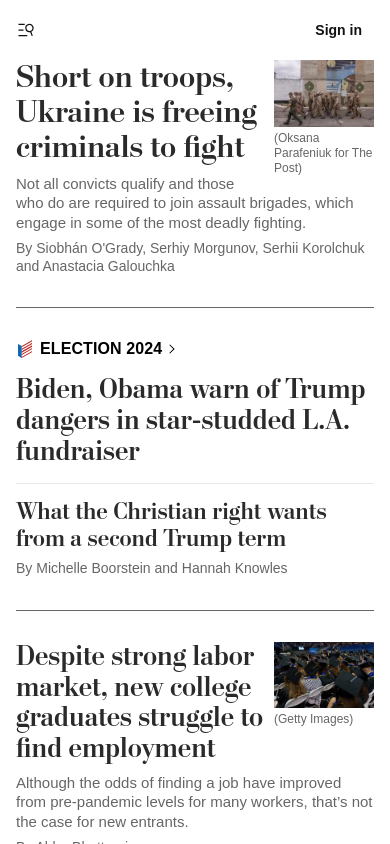 Sign in
Short on troops,
Ukraine is freeing
criminals to fight
(Oksana
Parafeniuk for The
Post)
Not all convicts qualify and those
who do are required to join assault brigades, which
engage in some of the most deadly fighting.
By Siobhán O'Grady, Serhiy Morgunov, Serhii Korolchuk
and Anastacia Galouchka
ELECTION 2024
Biden, Obama warn of Trump
dangers in star-studded L.A.
fundraiser
What the Christian right wants
from a second Trump term
By Michelle Boorstein and Hannah Knowles
Despite strong labor
market, new college
graduates struggle to
find employment
(Getty Images)
Although the odds of finding a job have improved
from pre-pandemic levels for many workers, that’s not
the case for new entrants.